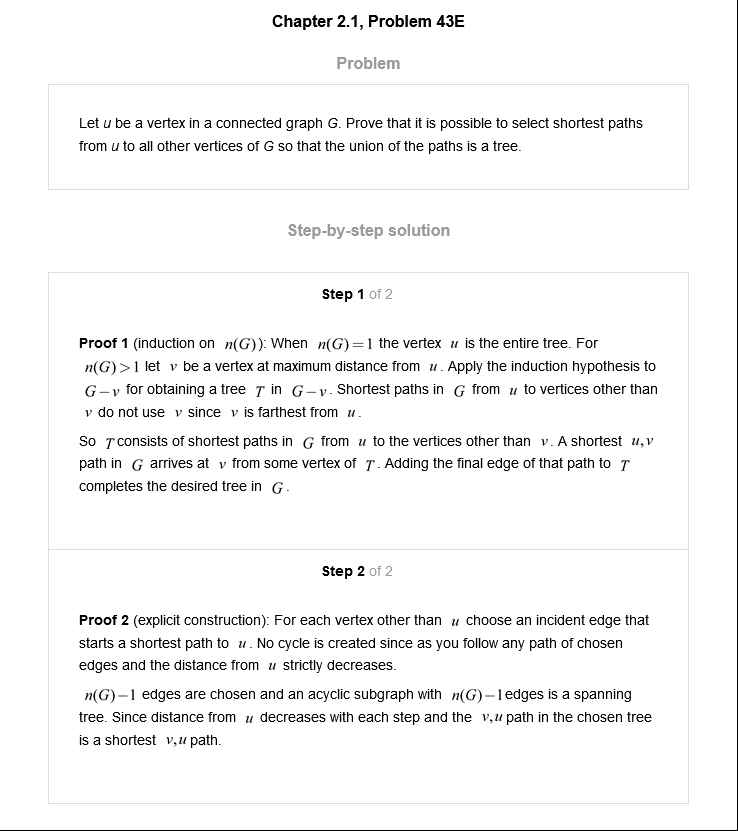 Chapter 2.1, Problem 43E
Problem
Let u be a vertex in a connected graph G. Prove that it is possible to select shortest paths
from u to all other vertices of G so that the union of the paths is a tree.
Step-by-step solution
Step 1 of 2
Proof 1 (induction on n(G)): When n(G)=1 the vertex u is the entire tree. For
n(G)>1 let v be a vertex at maximum distance from u. Apply the induction hypothesis to
G−v for obtaining a tree T in G−v. Shortest paths in G from u to vertices other than
v do not use v since v is farthest from u.
So T consists of shortest paths in G from u to the vertices other than v. A shortest u,v
path in G arrives at v from some vertex of T. Adding the final edge of that path to T
completes the desired tree in G.
Step 2 of 2
Proof 2 (explicit construction): For each vertex other than u choose an incident edge that
starts a shortest path to u. No cycle is created since as you follow any path of chosen
edges and the distance from u strictly decreases.
n(G)−1 edges are chosen and an acyclic subgraph with n(G)−1 edges is a spanning
tree. Since distance from u decreases with each step and the v,u path in the chosen tree
is a shortest v,u path.